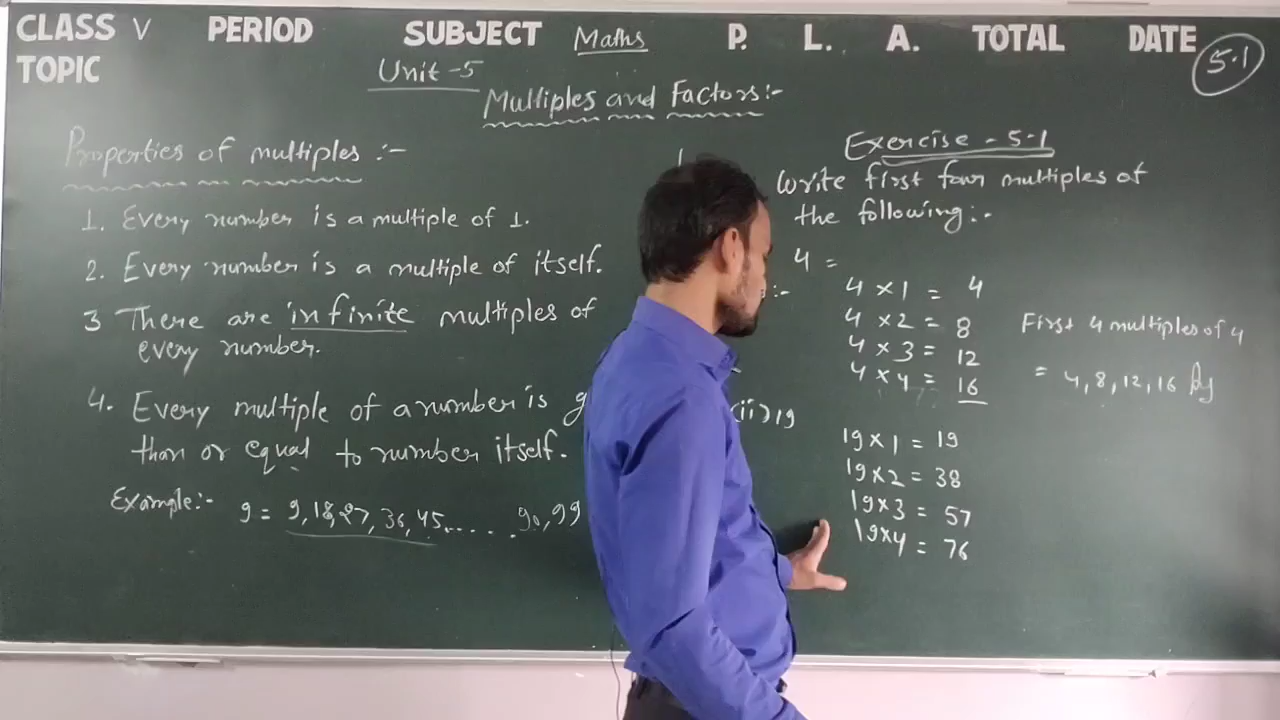 CLASS V PERIOD SUBJECT Maths P. L. A. TOTAL DATE
TOPIC
Unit -5
5.1
Multiples and Factors:-
Properties of multiples :-
1. Every number is a multiple of 1.
2. Every number is a multiple of itself.
3 There are infinite multiples of
every number.
4. Every multiple of a number is
than or equal to number itself.
Example:- 9 = 9,18,27,36,45,..... 90,99
Exercise - 5.1
Write first four multiples of
the following:-
4 =
:-
4 × 1 = 4
4 × 2 = 8
4 × 3 = 12
4 × 4 = 16
First 4 multiples of 4
= 4,8,12,16
(ii) 19
19×1 = 19
19×2 = 38
19×3 = 57
19×4 = 76